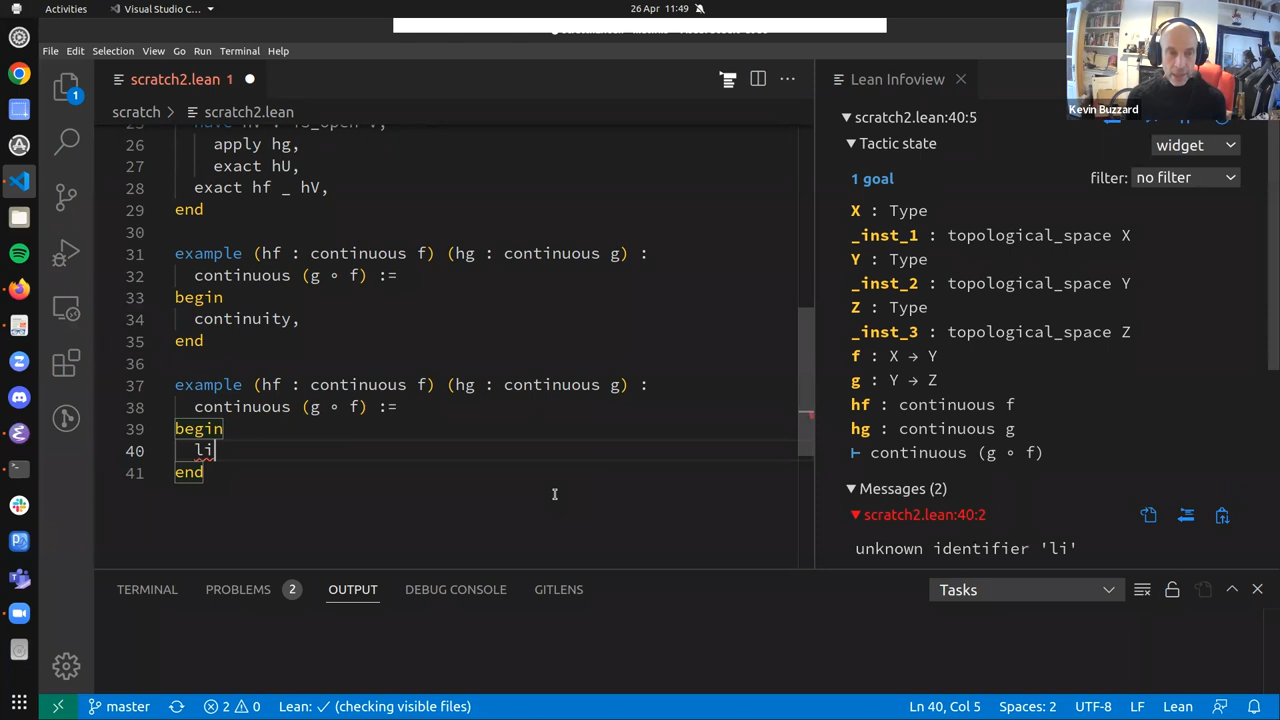 Activities
Visual Studio C...
26 Apr 11:49
File Edit Selection View Go Run Terminal Help
Kevin Buzzard
scratch2.lean 1
Lean Infoview
scratch > scratch2.lean
26 apply hg,
27 exact hU,
28 exact hf _ hV,
29 end
30
31 example (hf : continuous f) (hg : continuous g) :
32 continuous (g ∘ f) :=
33 begin
34 continuity,
35 end
36
37 example (hf : continuous f) (hg : continuous g) :
38 continuous (g ∘ f) :=
39 begin
40 li
41 end
scratch2.lean:40:5
Tactic state
widget
1 goal
filter: no filter
X : Type
_inst_1 : topological_space X
Y : Type
_inst_2 : topological_space Y
Z : Type
_inst_3 : topological_space Z
f : X → Y
g : Y → Z
hf : continuous f
hg : continuous g
⊢ continuous (g ∘ f)
Messages (2)
scratch2.lean:40:2
unknown identifier 'li'
TERMINAL PROBLEMS 2 OUTPUT DEBUG CONSOLE GITLENS
Tasks
master
2 0
Lean: ✓ (checking visible files)
Ln 40, Col 5
Spaces: 2
UTF-8
LF
Lean
1